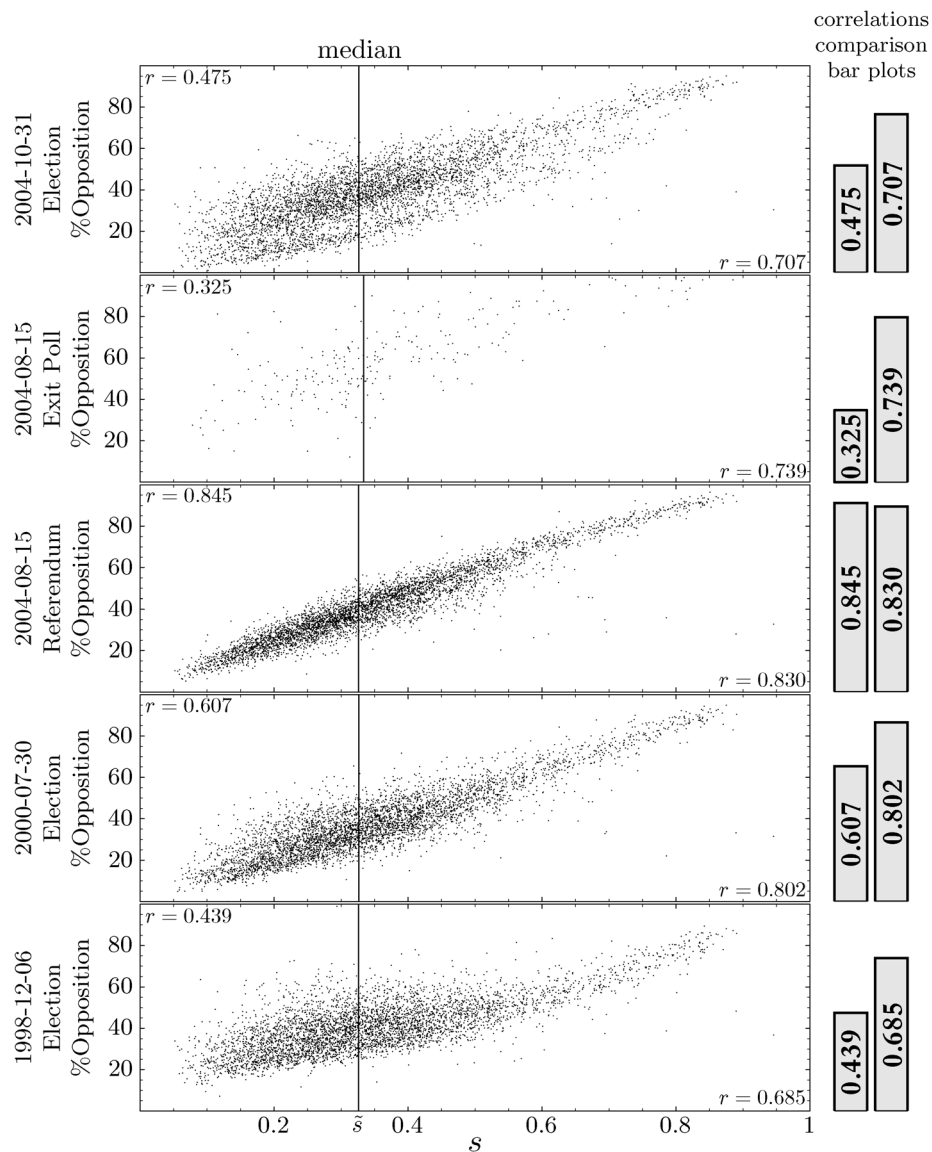 correlations
comparison
bar plots
median
2004-10-31
Election
%Opposition
80
60
40
20
r = 0.475
r = 0.707
0.475
0.707
2004-08-15
Exit Poll
%Opposition
80
60
40
20
r = 0.325
r = 0.739
0.325
0.739
2004-08-15
Referendum
%Opposition
80
60
40
20
r = 0.845
r = 0.830
0.845
0.830
2000-07-30
Election
%Opposition
80
60
40
20
r = 0.607
r = 0.802
0.607
0.802
1998-12-06
Election
%Opposition
80
60
40
20
r = 0.439
r = 0.685
0.439
0.685
0.2 s̃ 0.4 0.6 0.8 1
s